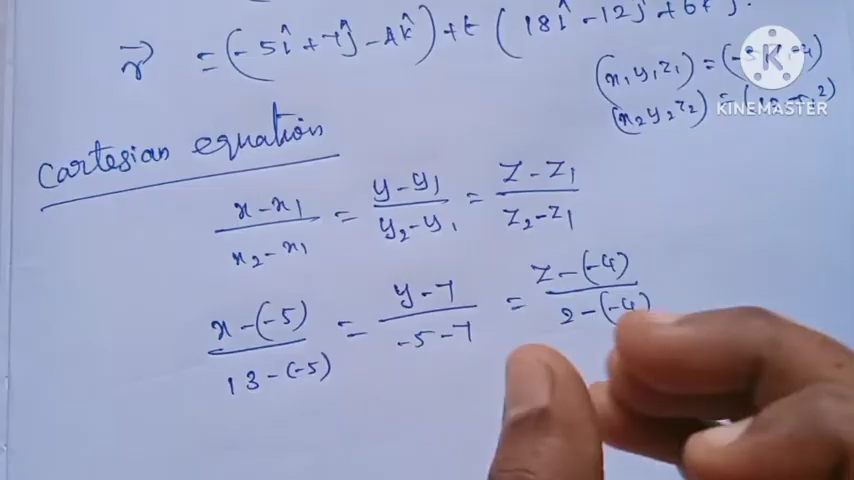 r⃗ = (-5î + 7ĵ - 4k̂) + t (18î - 12ĵ + 6k̂).
(x₁ y₁ z₁) = (-5
(x₂ y₂ z₂) =
KINEMASTER
Cartesian equation
x - x₁ / x₂ - x₁ = y - y₁ / y₂ - y₁ = z - z₁ / z₂ - z₁
x - (-5) / 13 - (-5) = y - 7 / -5 - 7 = z - (-4) / 2 - (-4)